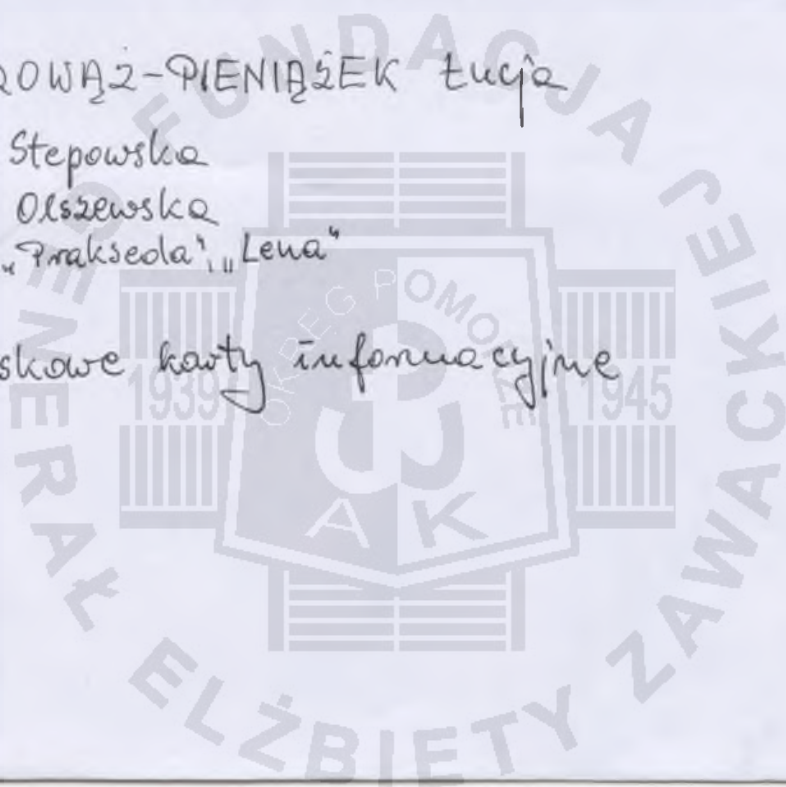 ROWĄŻ-PIENIĄŻEK Łucja
Stepowska
Olszewska
"Prakseda", "Lena"
skowe karty informacyjne
FUNDACJA
GENERAŁ ELŻBIETY ZAWACKIEJ
OKRĘG POMORZE
1939
1945
AK